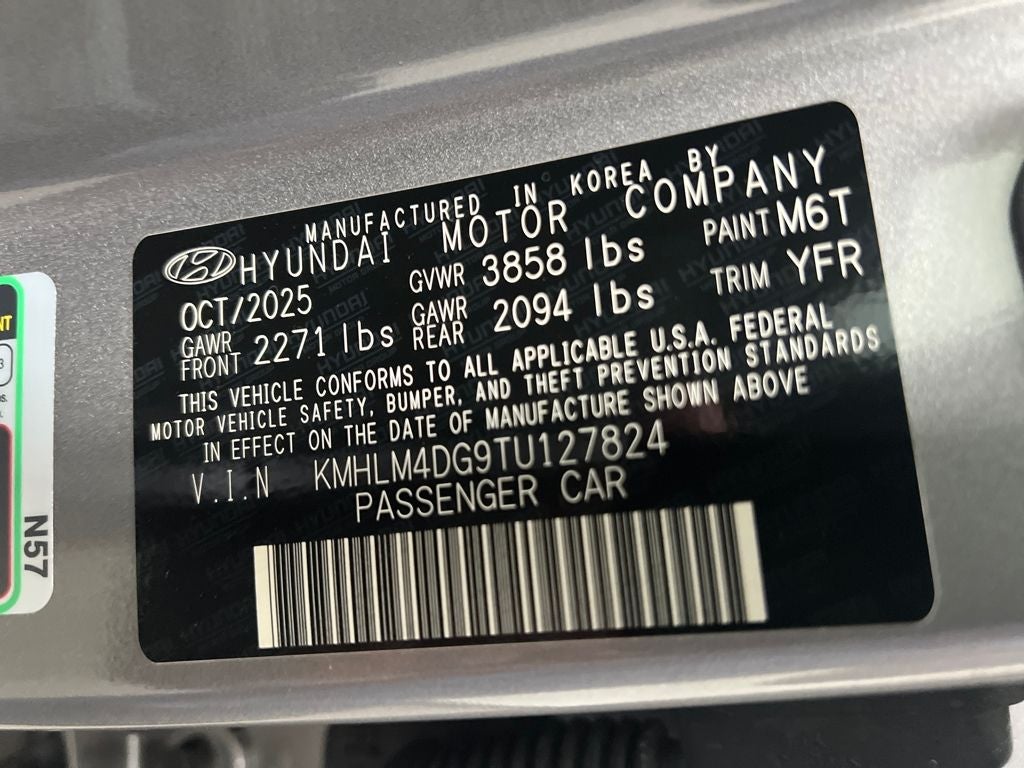 MANUFACTURED IN KOREA BY
HYUNDAI MOTOR COMPANY
OCT/2025 GVWR 3858 lbs PAINT M6T
GAWR FRONT 2271 lbs GAWR REAR 2094 lbs TRIM YFR
THIS VEHICLE CONFORMS TO ALL APPLICABLE U.S.A. FEDERAL
MOTOR VEHICLE SAFETY, BUMPER, AND THEFT PREVENTION STANDARDS
IN EFFECT ON THE DATE OF MANUFACTURE SHOWN ABOVE
V.I.N KMHLM4DG9TU127824
PASSENGER CAR
N57